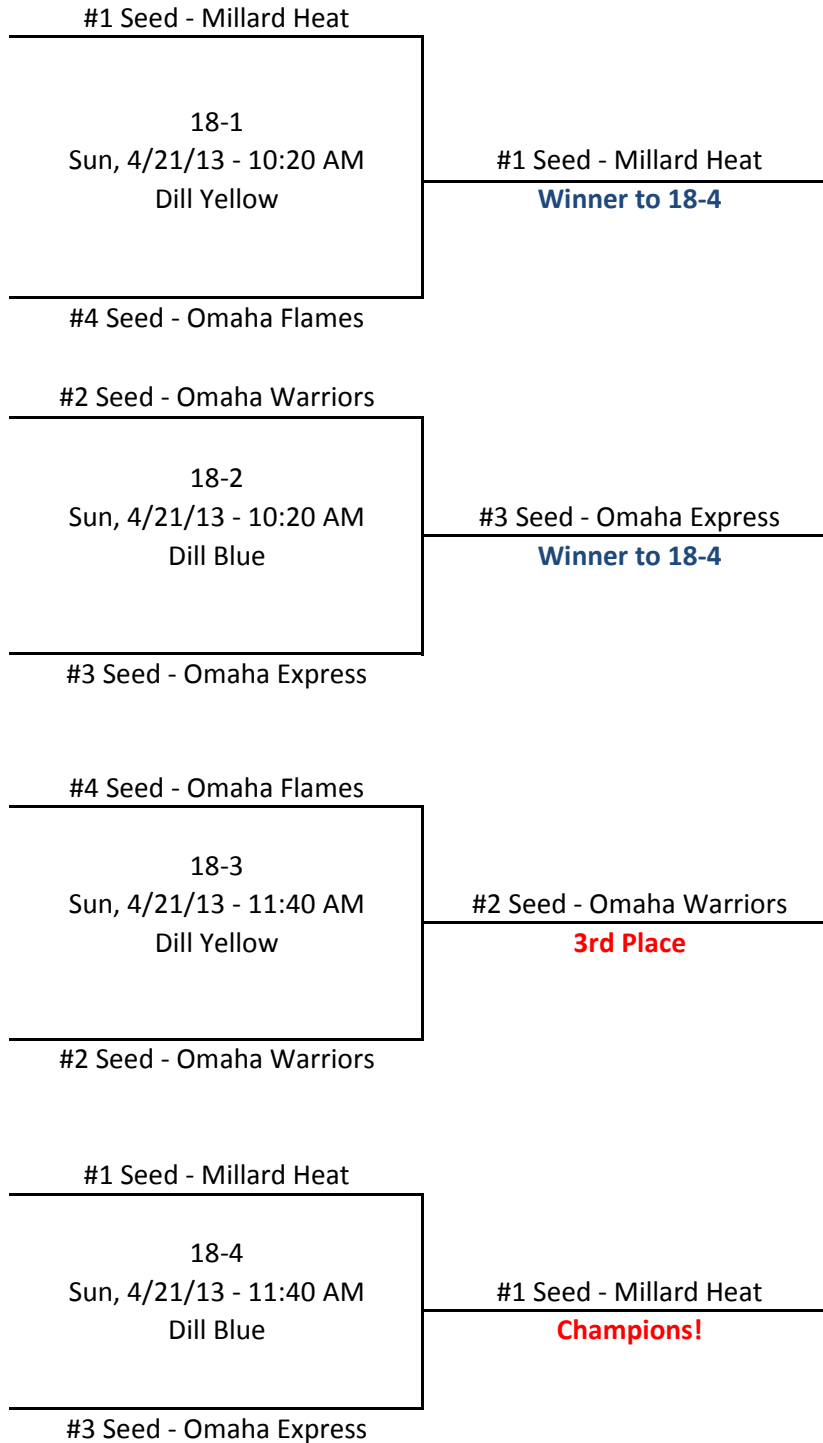 #1 Seed - Millard Heat
18-1
Sun, 4/21/13 - 10:20 AM
Dill Yellow
#1 Seed - Millard Heat
Winner to 18-4
#4 Seed - Omaha Flames
#2 Seed - Omaha Warriors
18-2
Sun, 4/21/13 - 10:20 AM
Dill Blue
#3 Seed - Omaha Express
Winner to 18-4
#3 Seed - Omaha Express
#4 Seed - Omaha Flames
18-3
Sun, 4/21/13 - 11:40 AM
Dill Yellow
#2 Seed - Omaha Warriors
3rd Place
#2 Seed - Omaha Warriors
#1 Seed - Millard Heat
18-4
Sun, 4/21/13 - 11:40 AM
Dill Blue
#1 Seed - Millard Heat
Champions!
#3 Seed - Omaha Express